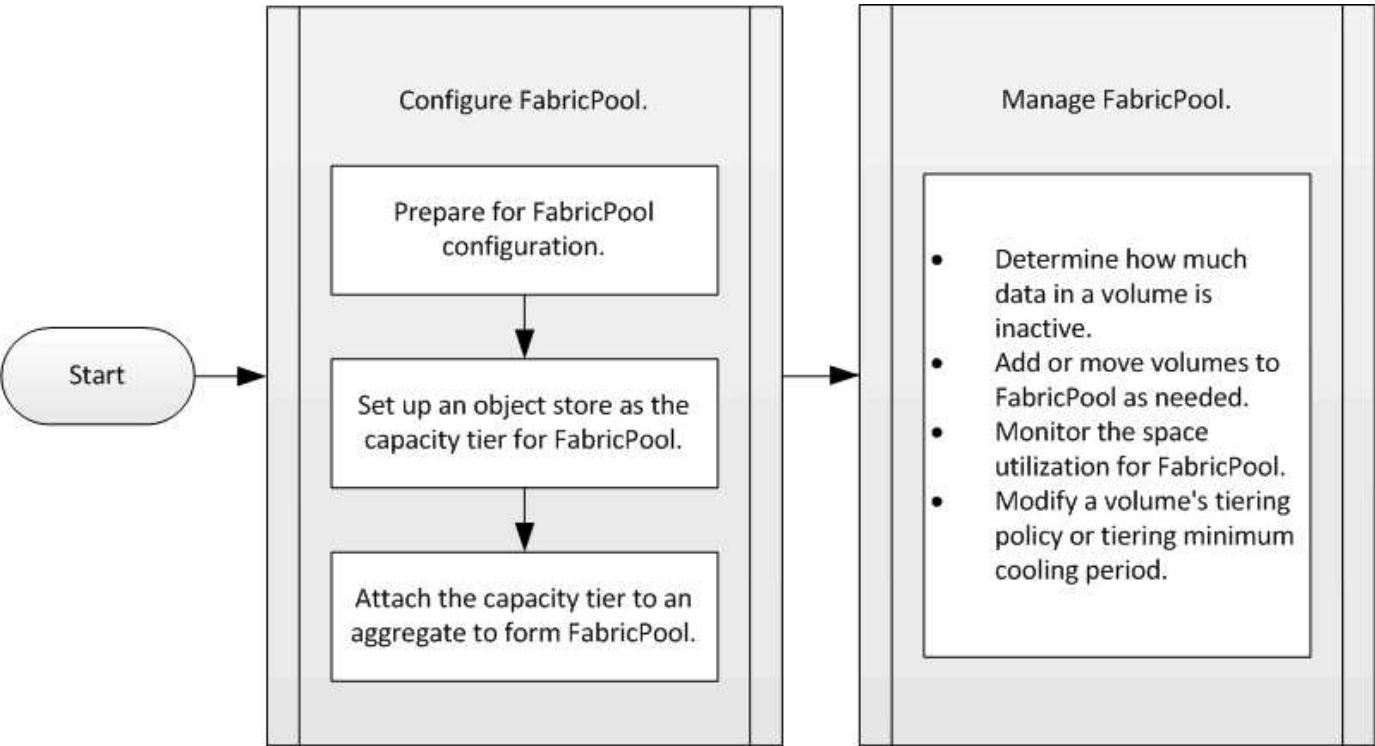 Start
Configure FabricPool.
Prepare for FabricPool
configuration.
Set up an object store as the
capacity tier for FabricPool.
Attach the capacity tier to an
aggregate to form FabricPool.
Manage FabricPool.
• Determine how much
data in a volume is
inactive.
• Add or move volumes to
FabricPool as needed.
• Monitor the space
utilization for FabricPool.
• Modify a volume's tiering
policy or tiering minimum
cooling period.